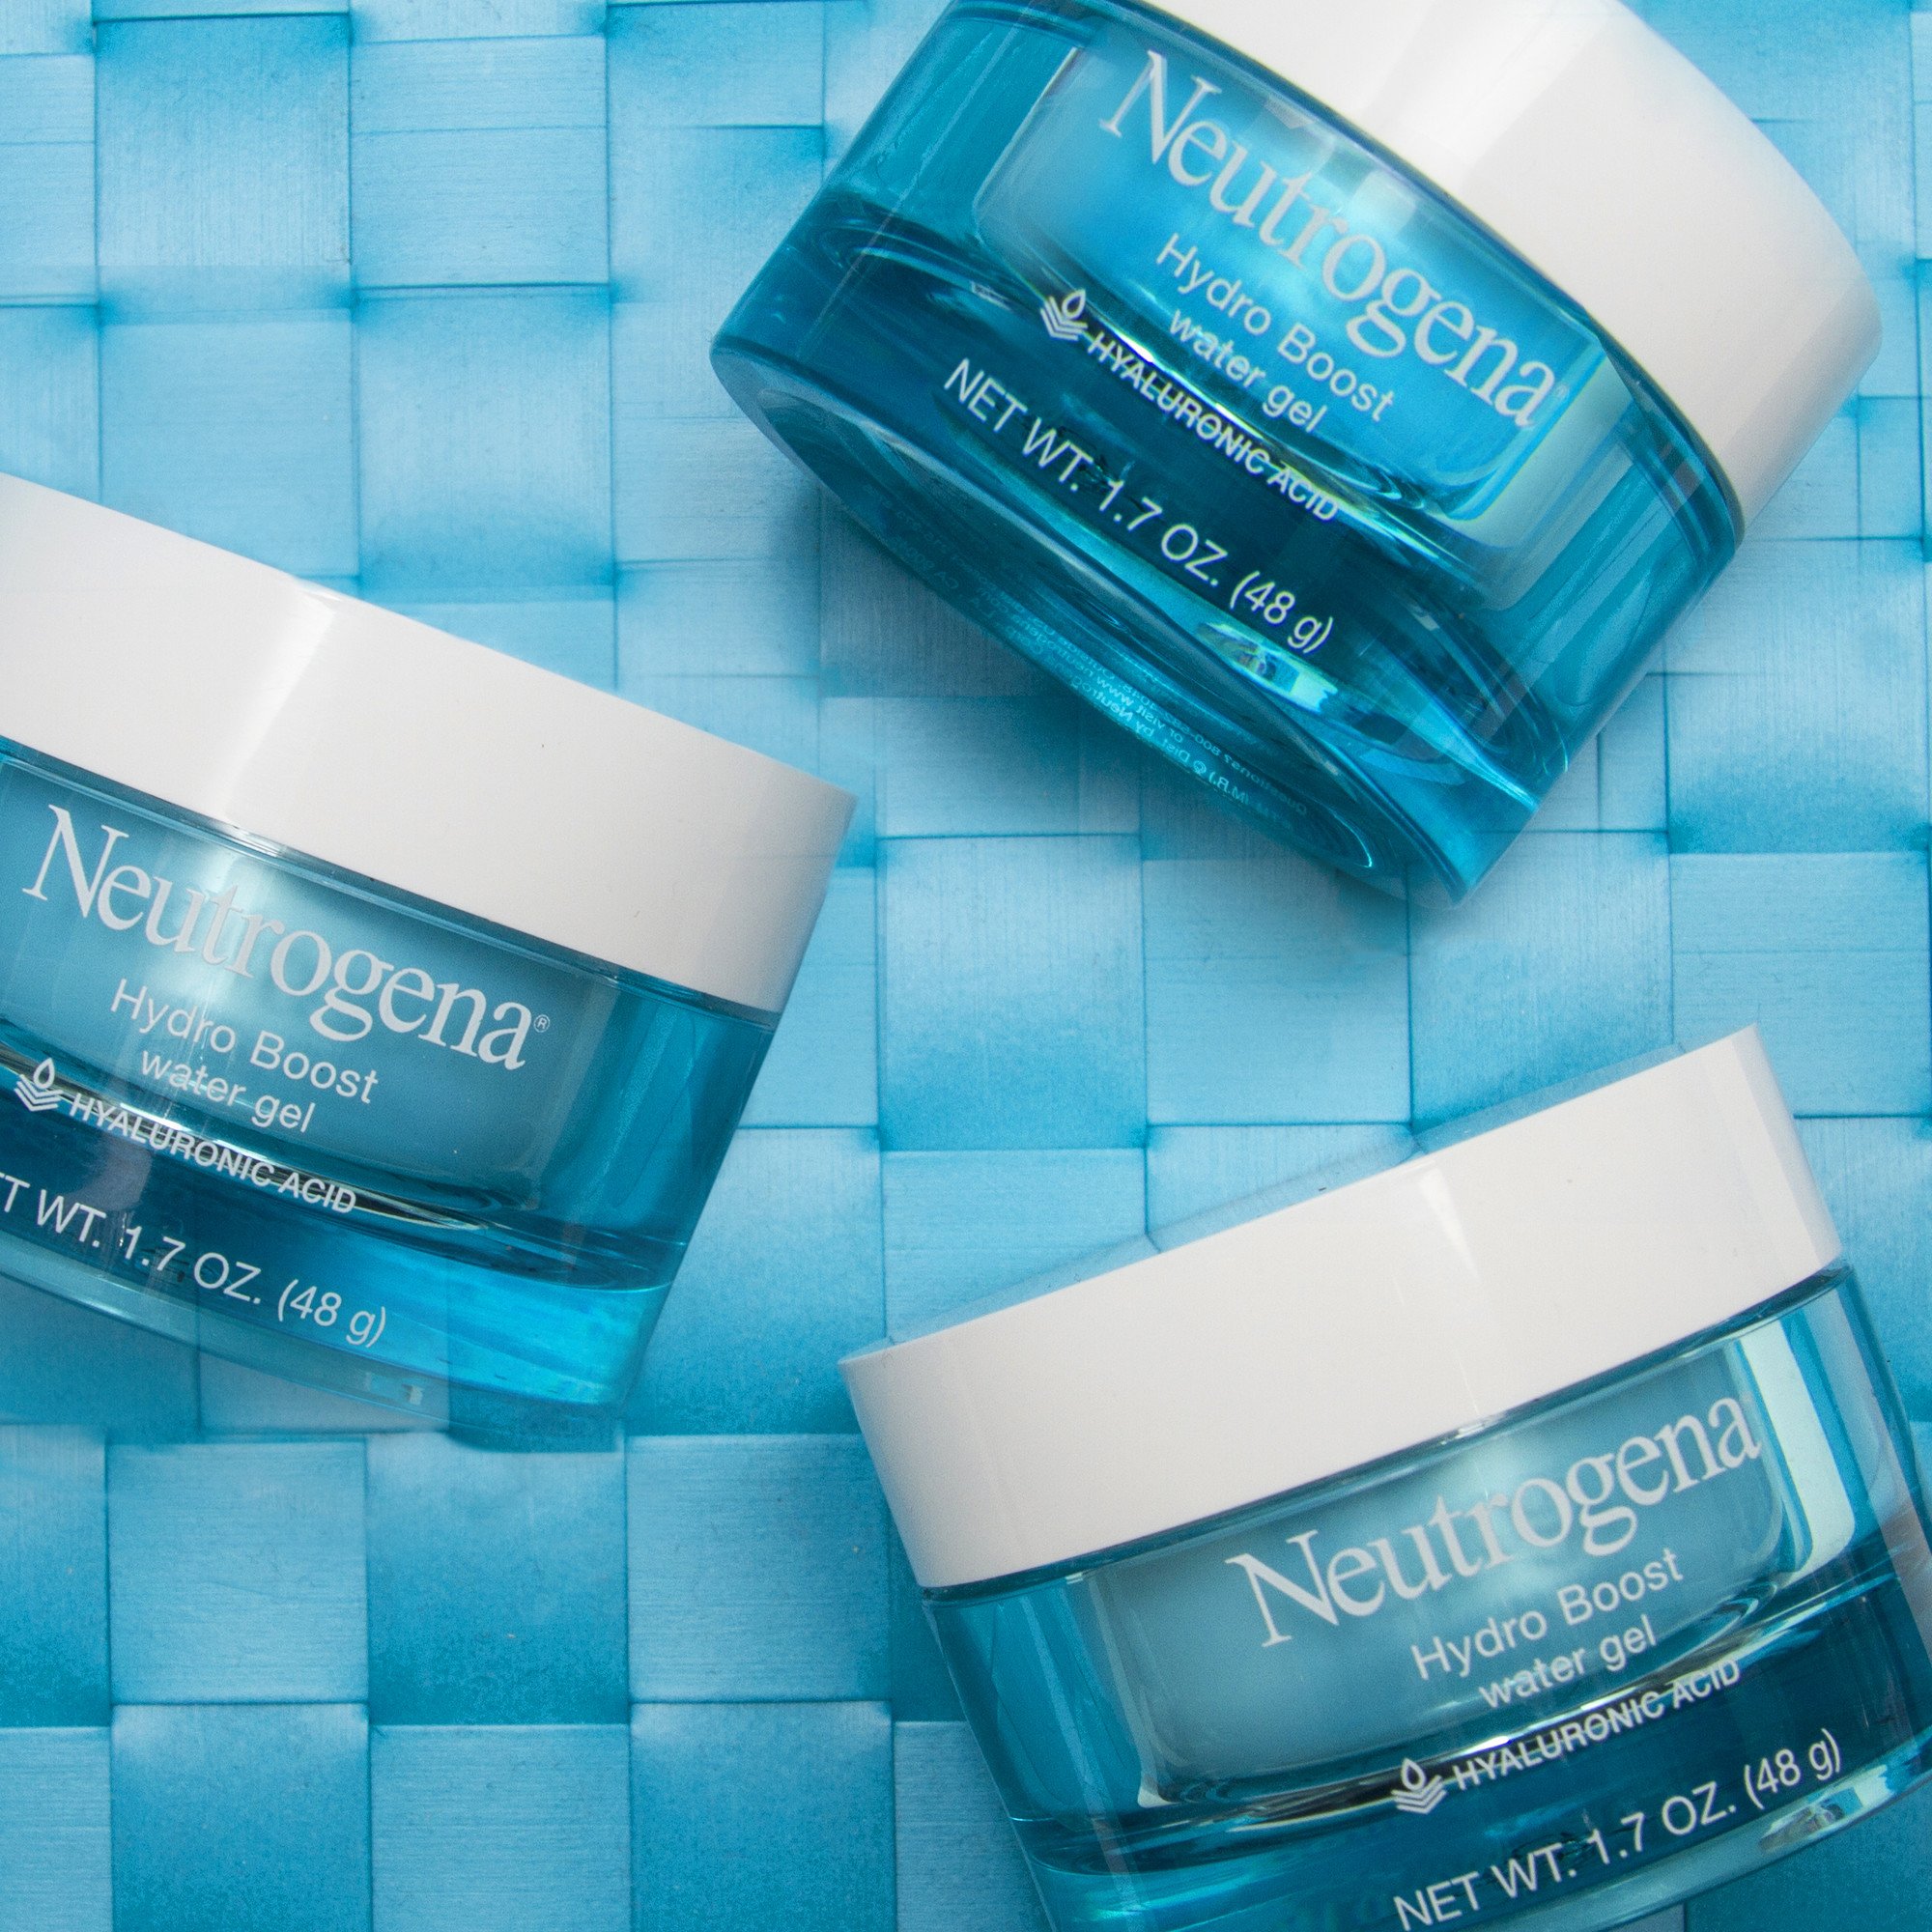 Neutrogena
Hydro Boost
water gel
HYALURONIC ACID
NET WT. 1.7 OZ. (48 g)
Neutrogena®
Hydro Boost
water gel
HYALURONIC ACID
WT. 1.7 OZ. (48 g)
Neutrogena
Hydro Boost
water gel
HYALURONIC ACID
NET WT. 1.7 OZ. (48 g)